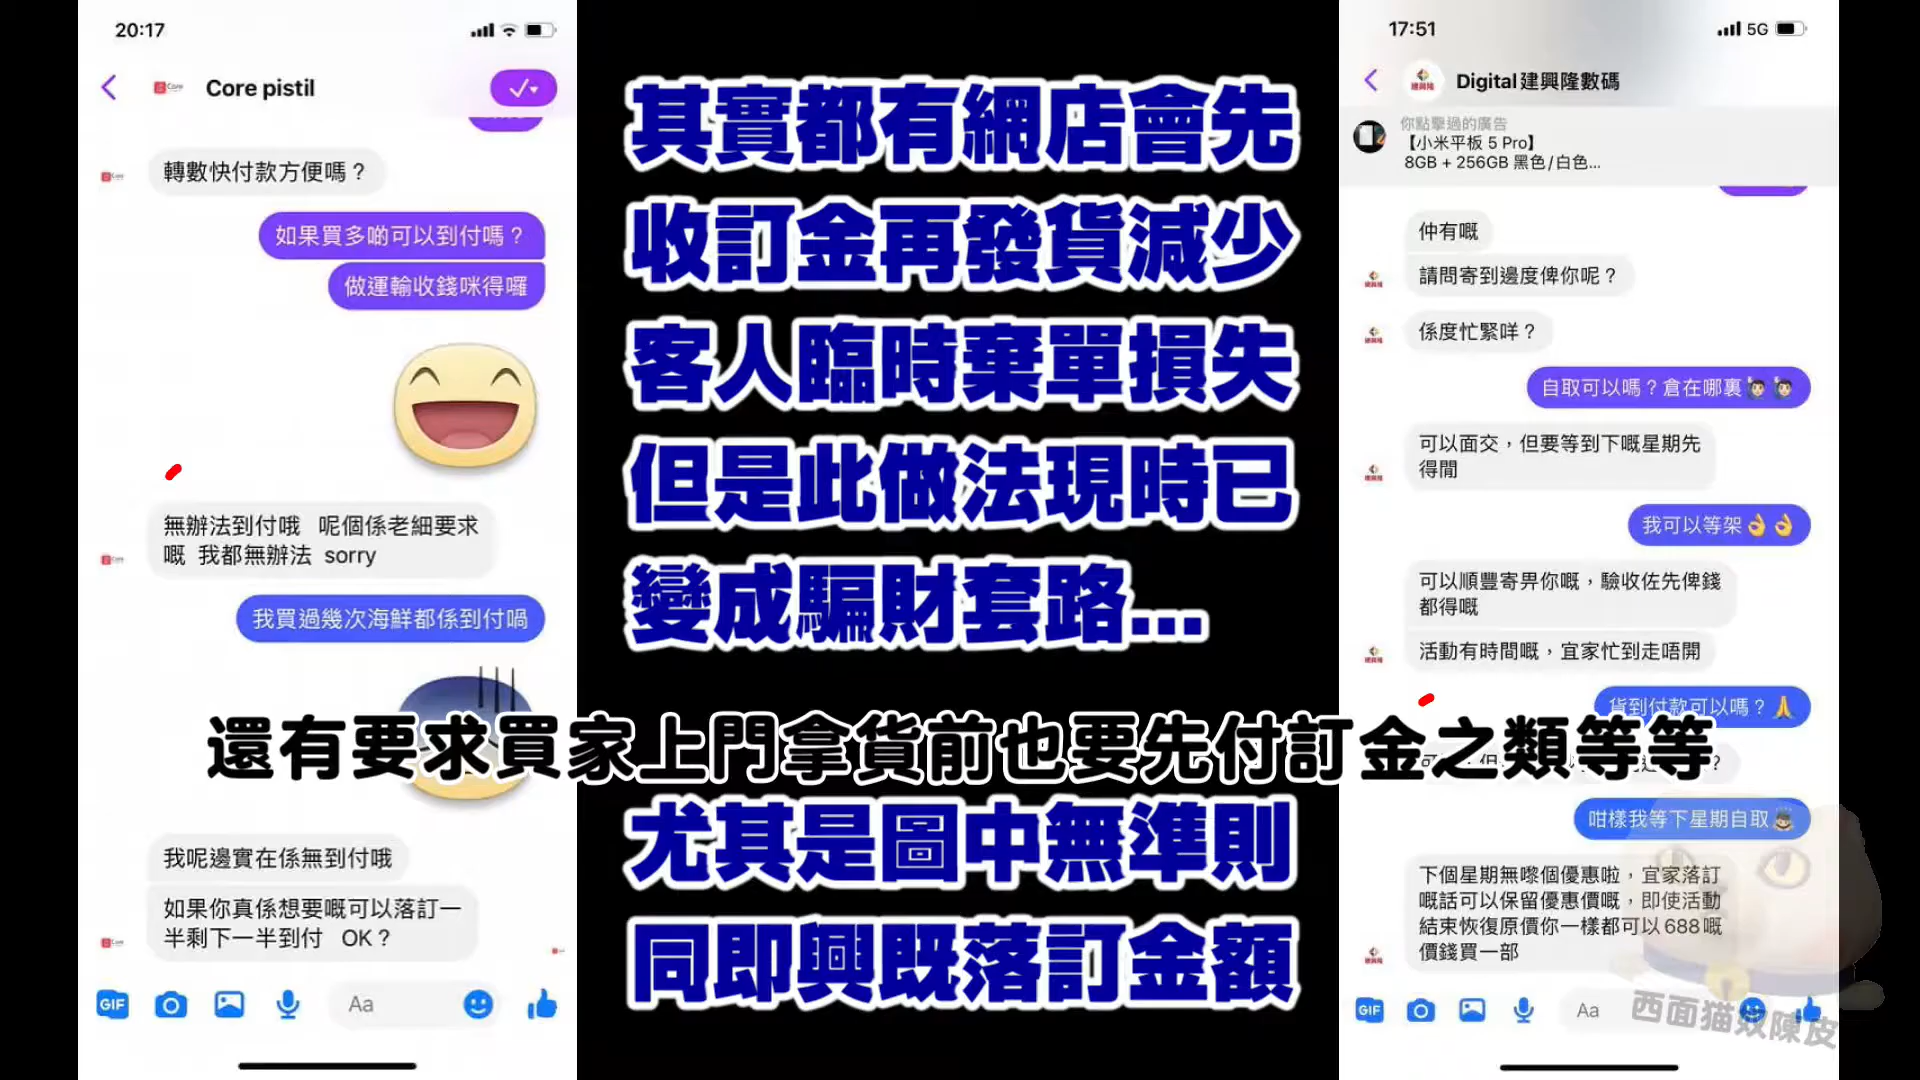 20:17
Core pistil
轉數快付款方便嗎？
如果買多啲可以到付嗎？
做運輸收錢咪得囉
無辦法到付哦 呢個係老細要求
嘅 我都無辦法 sorry
我買過幾次海鮮都係到付喎
我呢邊實在係無到付哦
如果你真係想要嘅可以落訂一
半剩下一半到付 OK？
GIF
Aa
其實都有網店會先
收訂金再發貨減少
客人臨時棄單損失
但是此做法現時已
變成騙財套路...
還有要求買家上門拿貨前也要先付訂金之類等等
尤其是圖中無準則
同即興既落訂金額
17:51
5G
Digital建興隆數碼
你點擊過的廣告
【小米平板 5 Pro】
8GB + 256GB 黑色/白色...
仲有嘅
請問寄到邊度俾你呢？
係度忙緊咩？
自取可以嗎？倉在哪裏🙋🏻‍♂️🙋🏻‍♂️
可以面交，但要等到下嘅星期先
得閒
我可以等架👌👌
可以順豐寄畀你嘅，驗收佐先俾錢
都得嘅
活動有時間嘅，宜家忙到走唔開
貨到付款可以嗎？🙏
咁樣我等下星期自取
下個星期無嚟個優惠啦，宜家落訂
嘅話可以保留優惠價嘅，即使活動
結束恢復原價你一樣都可以688嘅
價錢買一部
GIF
Aa
西面猫奴陳皮